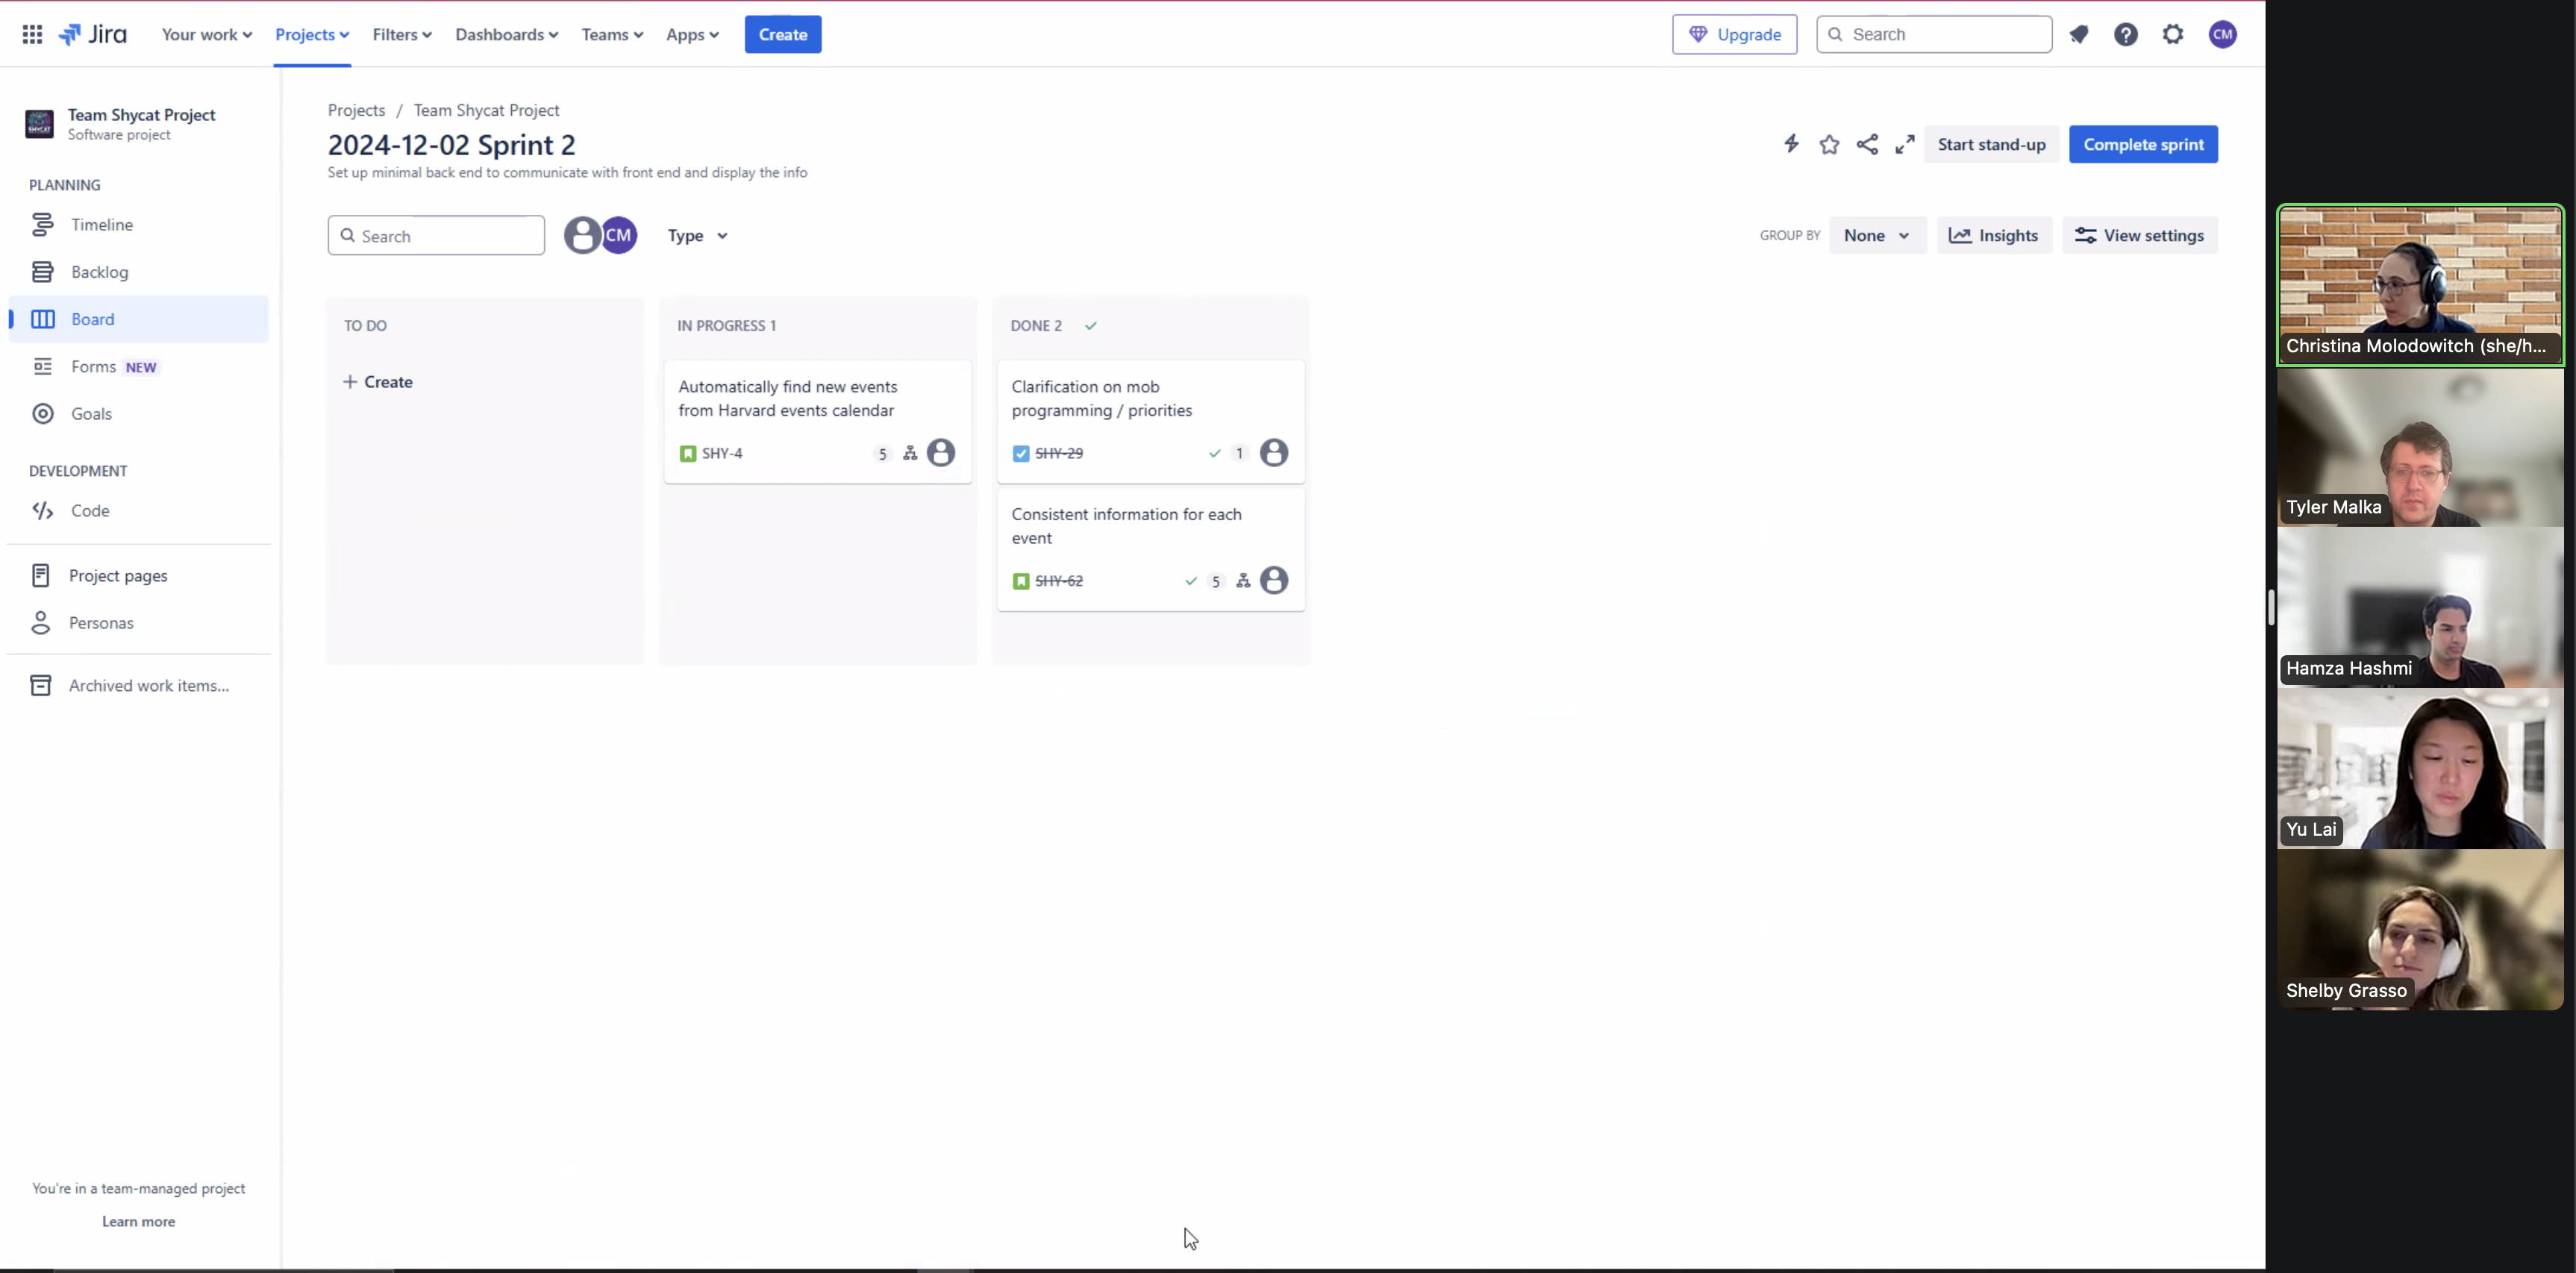 Jira Your work Projects Filters Dashboards Teams Apps Create Upgrade Search CM
Team Shycat Project
Software project
PLANNING
Timeline
Backlog
Board
Forms NEW
Goals
DEVELOPMENT
Code
Project pages
Personas
Archived work items...
You're in a team-managed project
Learn more
Projects / Team Shycat Project
2024-12-02 Sprint 2
Set up minimal back end to communicate with front end and display the info
Start stand-up Complete sprint
Search CM Type GROUP BY None Insights View settings
TO DO
+ Create
IN PROGRESS 1
Automatically find new events
from Harvard events calendar
SHY-4 5
DONE 2
Clarification on mob
programming / priorities
SHY-29 1
Consistent information for each
event
SHY-62 5
Christina Molodowitch (she/h...
Tyler Malka
Hamza Hashmi
Yu Lai
Shelby Grasso